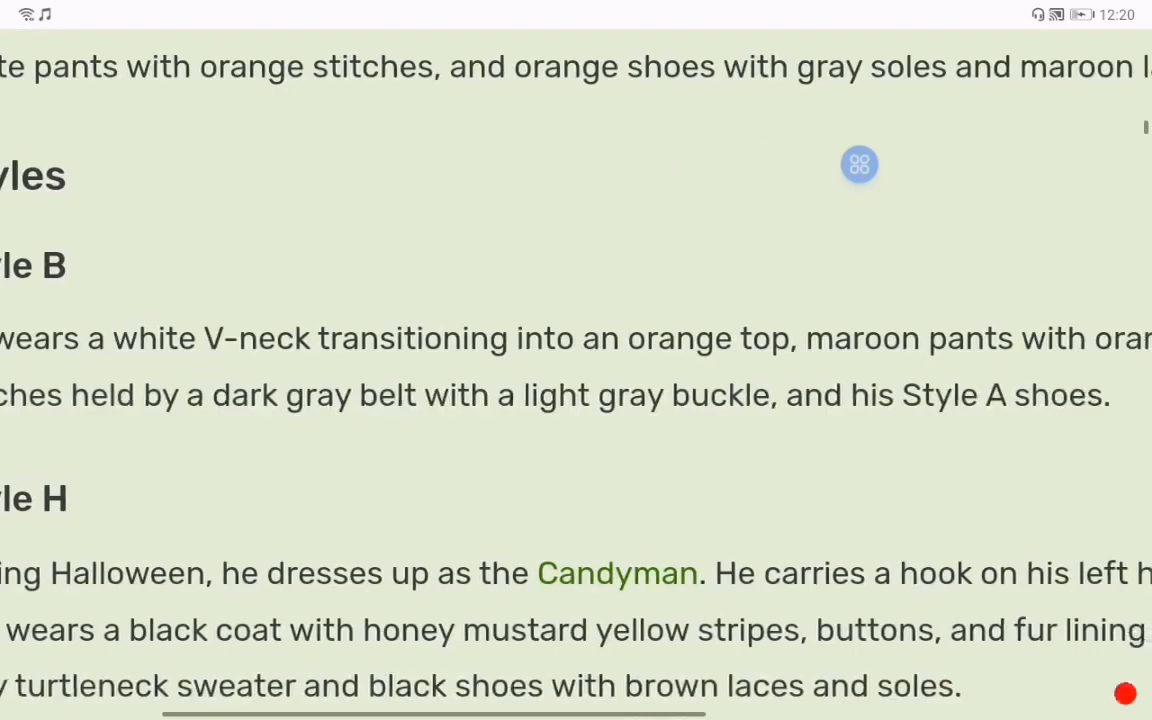 12:20
te pants with orange stitches, and orange shoes with gray soles and maroon l
yles
le B
wears a white V-neck transitioning into an orange top, maroon pants with oran
ches held by a dark gray belt with a light gray buckle, and his Style A shoes.
le H
ing Halloween, he dresses up as the Candyman. He carries a hook on his left h
wears a black coat with honey mustard yellow stripes, buttons, and fur lining
y turtleneck sweater and black shoes with brown laces and soles.